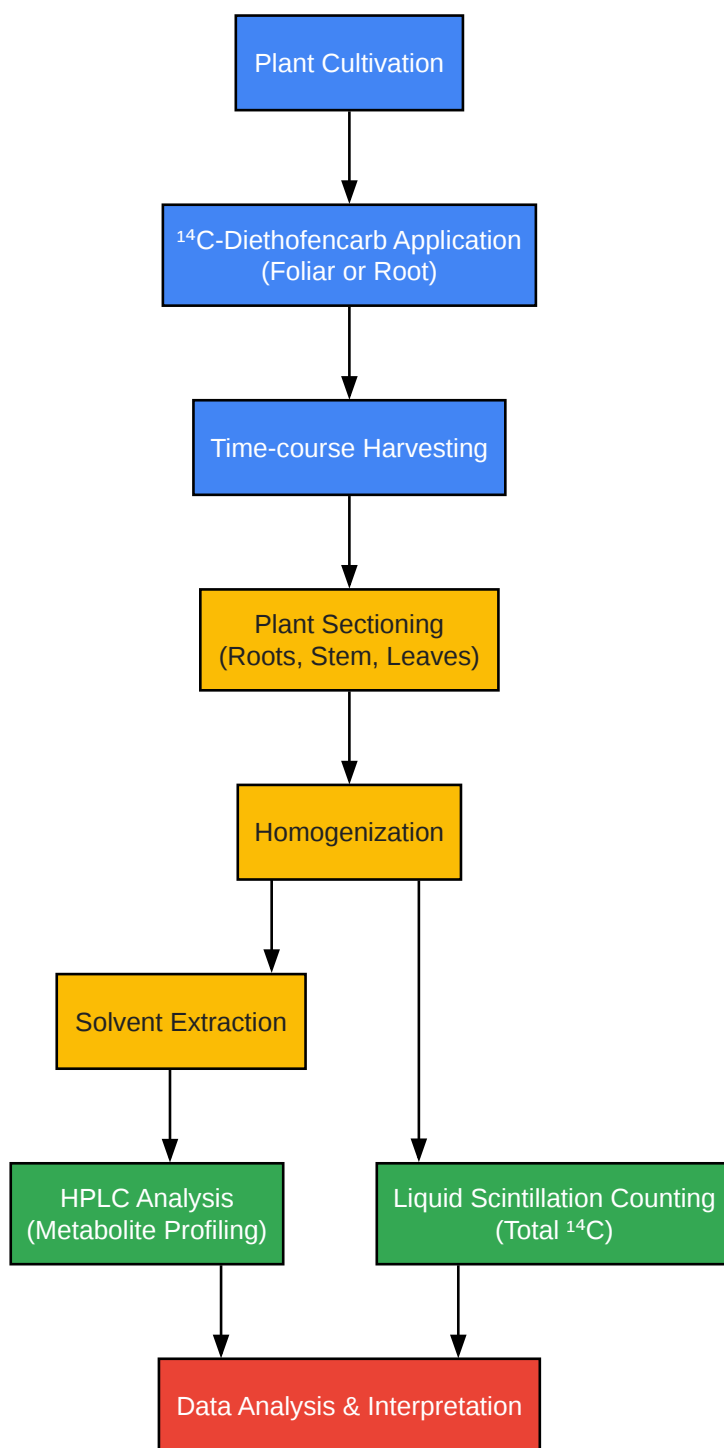 Plant Cultivation
¹⁴C-Diethofencarb Application
(Foliar or Root)
Time-course Harvesting
Plant Sectioning
(Roots, Stem, Leaves)
Homogenization
Solvent Extraction
HPLC Analysis
(Metabolite Profiling)
Liquid Scintillation Counting
(Total ¹⁴C)
Data Analysis & Interpretation